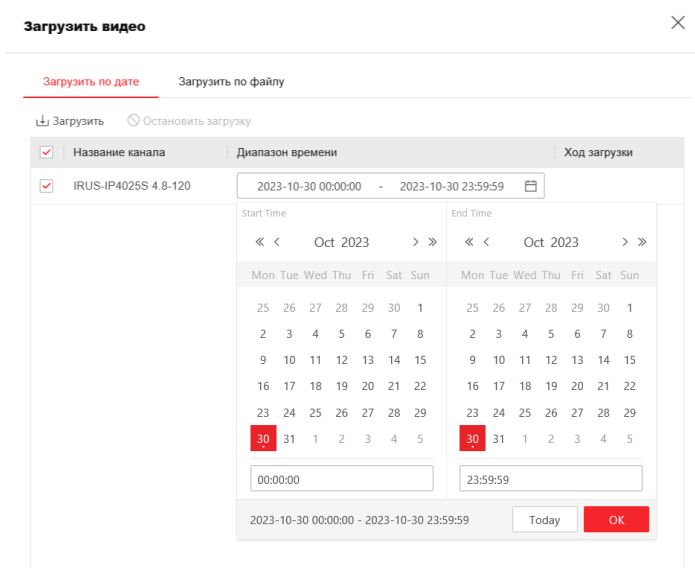 Загрузить видео
Загрузить по дате Загрузить по файлу
Загрузить Остановить загрузку
Название канала Диапазон времени Ход загрузки
IRUS-IP4025S 4.8-120 2023-10-30 00:00:00 - 2023-10-30 23:59:59
Start Time End Time
« < Oct 2023 > » « < Oct 2023 > »
Mon Tue Wed Thu Fri Sat Sun Mon Tue Wed Thu Fri Sat Sun
25 26 27 28 29 30 1 25 26 27 28 29 30 1
2 3 4 5 6 7 8 2 3 4 5 6 7 8
9 10 11 12 13 14 15 9 10 11 12 13 14 15
16 17 18 19 20 21 22 16 17 18 19 20 21 22
23 24 25 26 27 28 29 23 24 25 26 27 28 29
30 31 1 2 3 4 5 30 31 1 2 3 4 5
00:00:00 23:59:59
2023-10-30 00:00:00 - 2023-10-30 23:59:59 Today OK